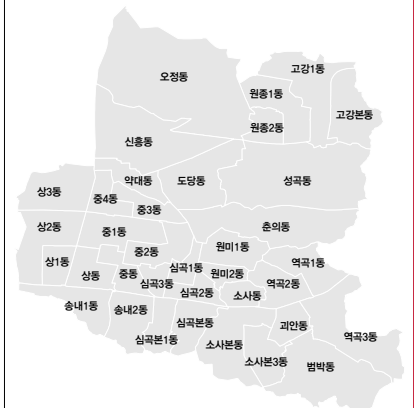 고강1동
오정동
원종1동
고강본동
원종2동
신흥동
약대동
도당동
성곡동
상3동
중4동
중3동
상2동
중1동
춘의동
원미1동
중2동
상1동
심곡1동
역곡1동
상동
중동
원미2동
심곡3동
역곡2동
심곡2동
소사동
송내1동
송내2동
심곡본동
괴안동
심곡본1동
소사본동
역곡3동
소사본3동
범박동